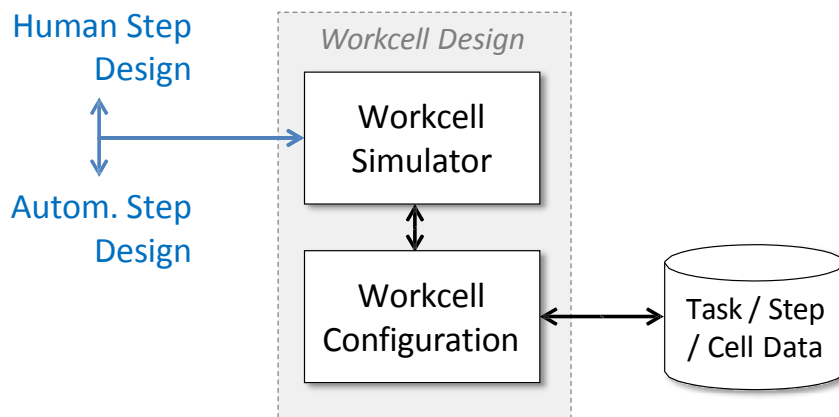 Human Step
Design
Workcell Design
Workcell
Simulator
Autom. Step
Design
Workcell
Configuration
Task / Step
/ Cell Data